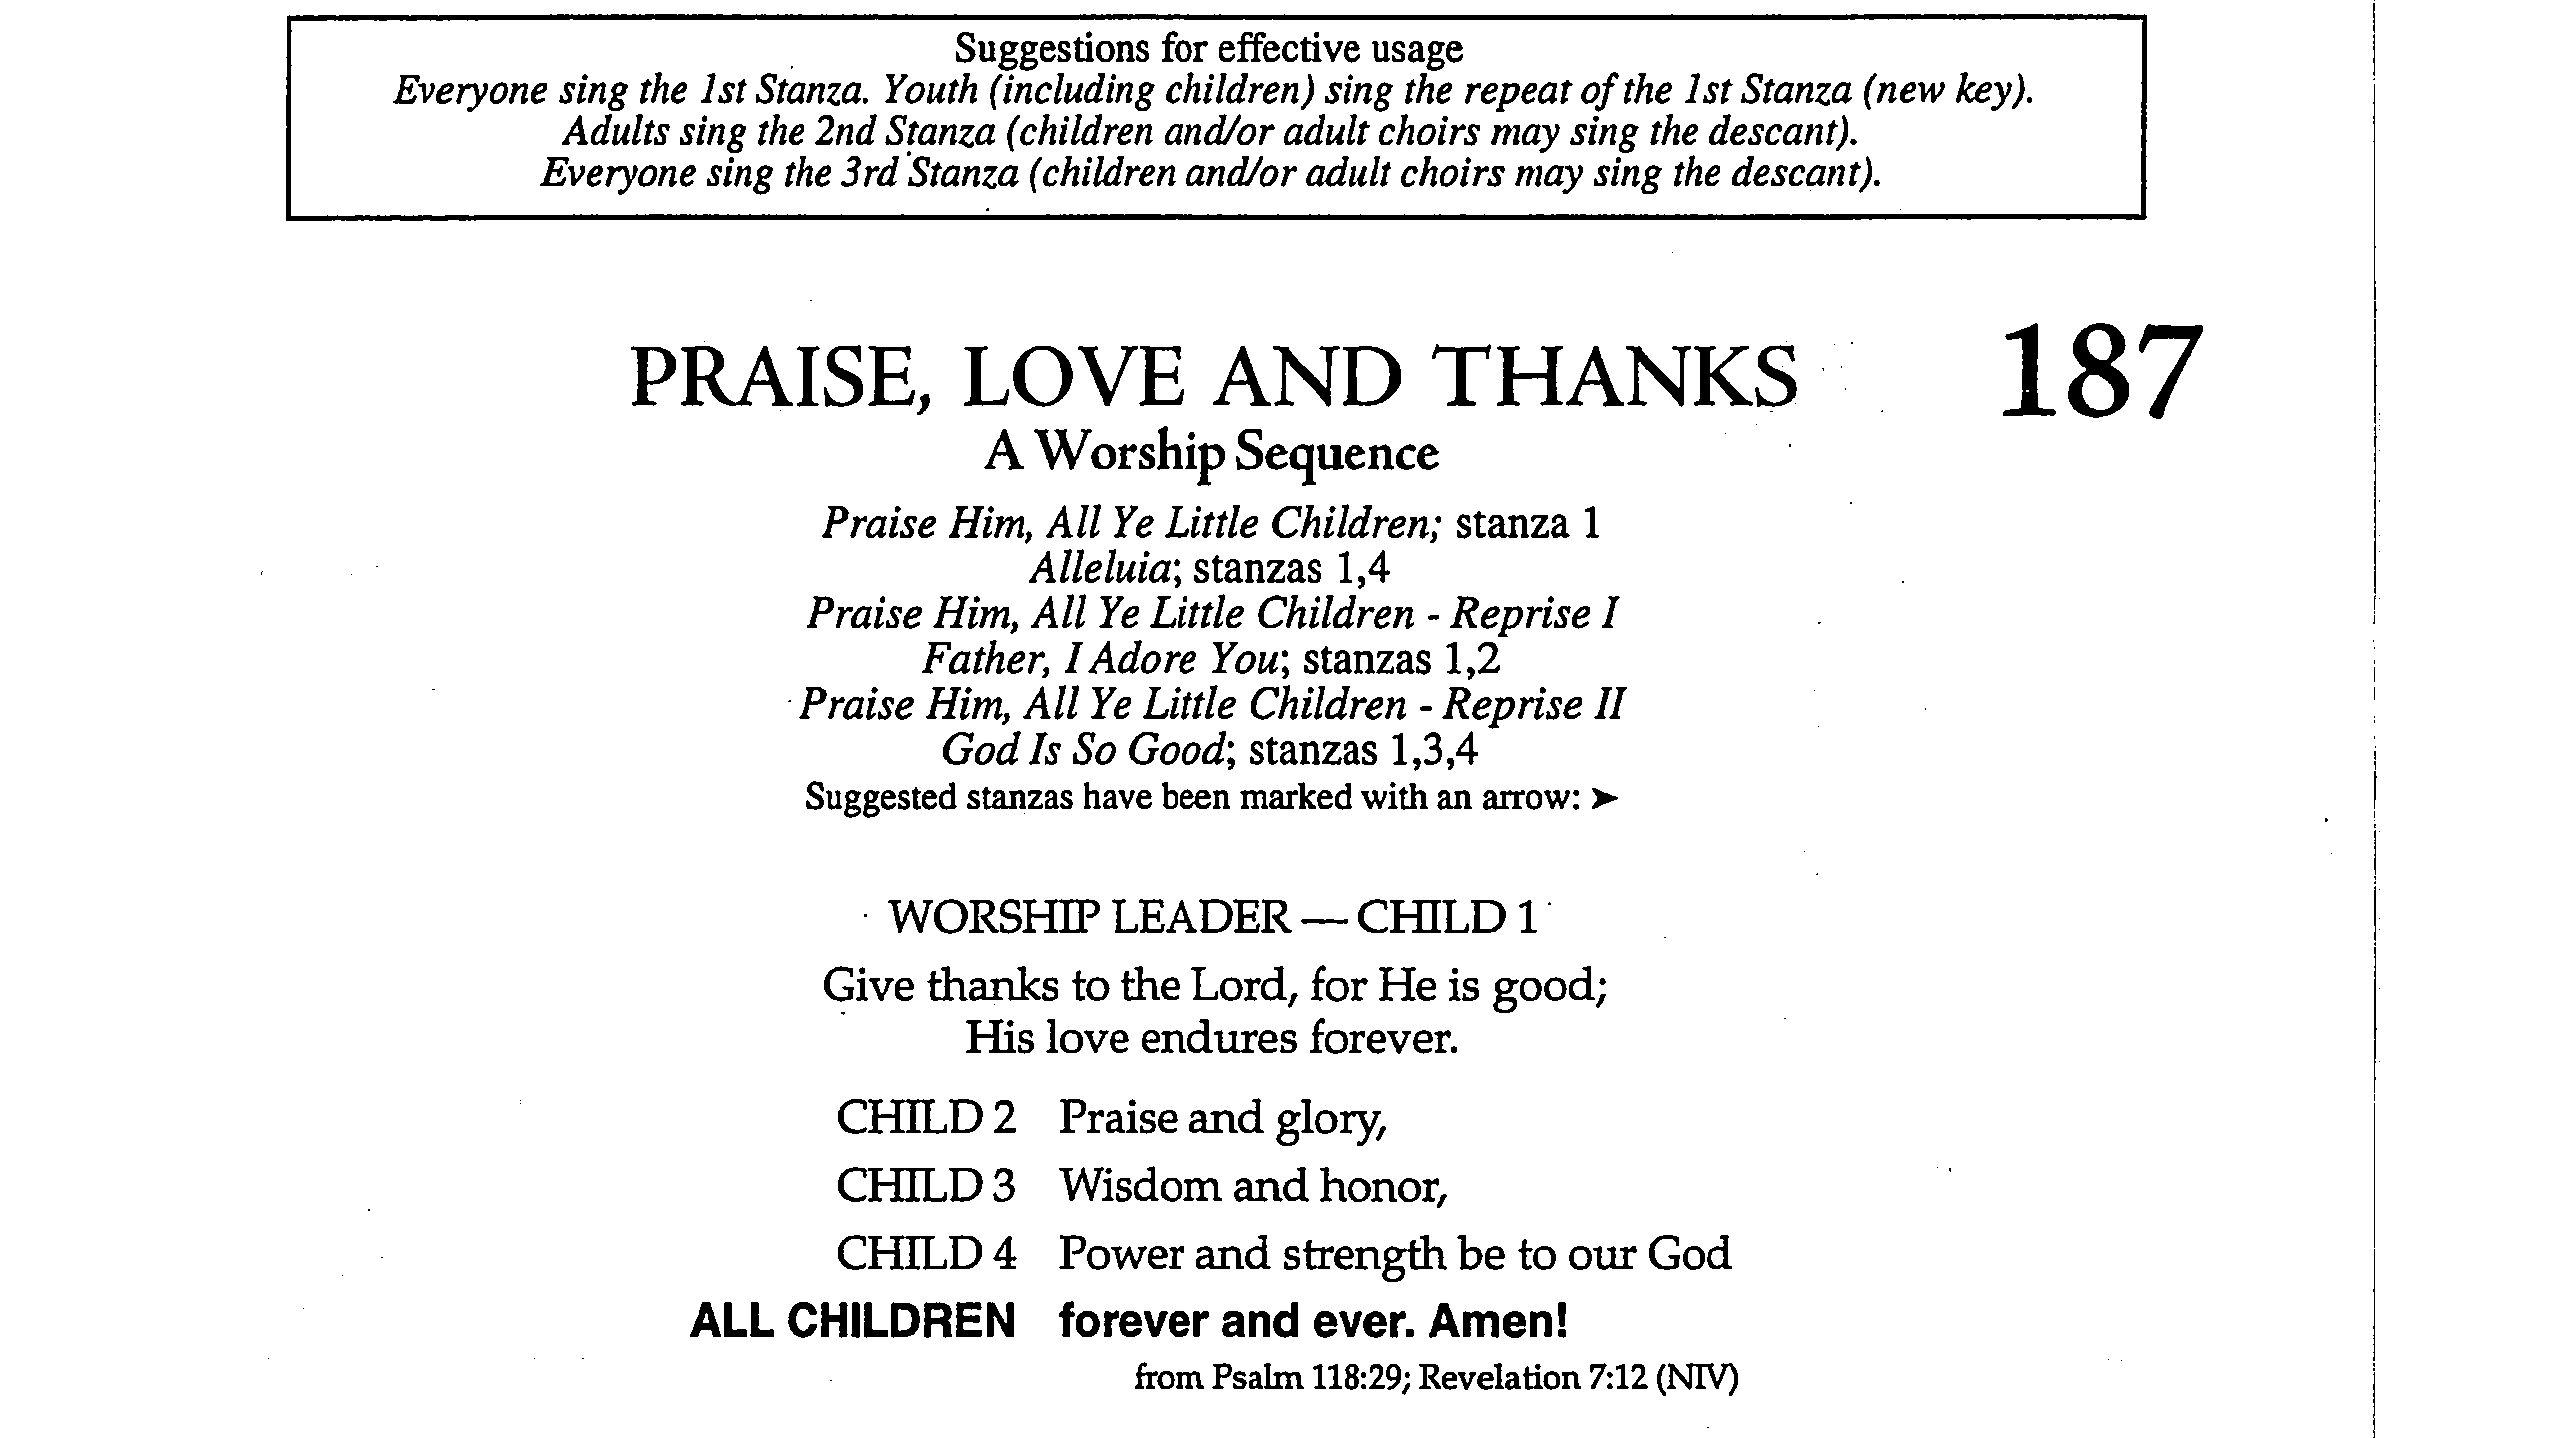 Suggestions for effective usage
Everyone sing the 1st Stanza. Youth (including children) sing the repeat of the 1st Stanza (new key).
Adults sing the 2nd Stanza (children and/or adult choirs may sing the descant).
Everyone sing the 3rd Stanza (children and/or adult choirs may sing the descant).
PRAISE, LOVE AND THANKS 187
A Worship Sequence
Praise Him, All Ye Little Children; stanza 1
Alleluia; stanzas 1,4
Praise Him, All Ye Little Children - Reprise I
Father, I Adore You; stanzas 1,2
Praise Him, All Ye Little Children - Reprise II
God Is So Good; stanzas 1,3,4
Suggested stanzas have been marked with an arrow: ➤
WORSHIP LEADER — CHILD 1
Give thanks to the Lord, for He is good;
His love endures forever.
CHILD 2 Praise and glory,
CHILD 3 Wisdom and honor,
CHILD 4 Power and strength be to our God
ALL CHILDREN forever and ever. Amen!
from Psalm 118:29; Revelation 7:12 (NIV)